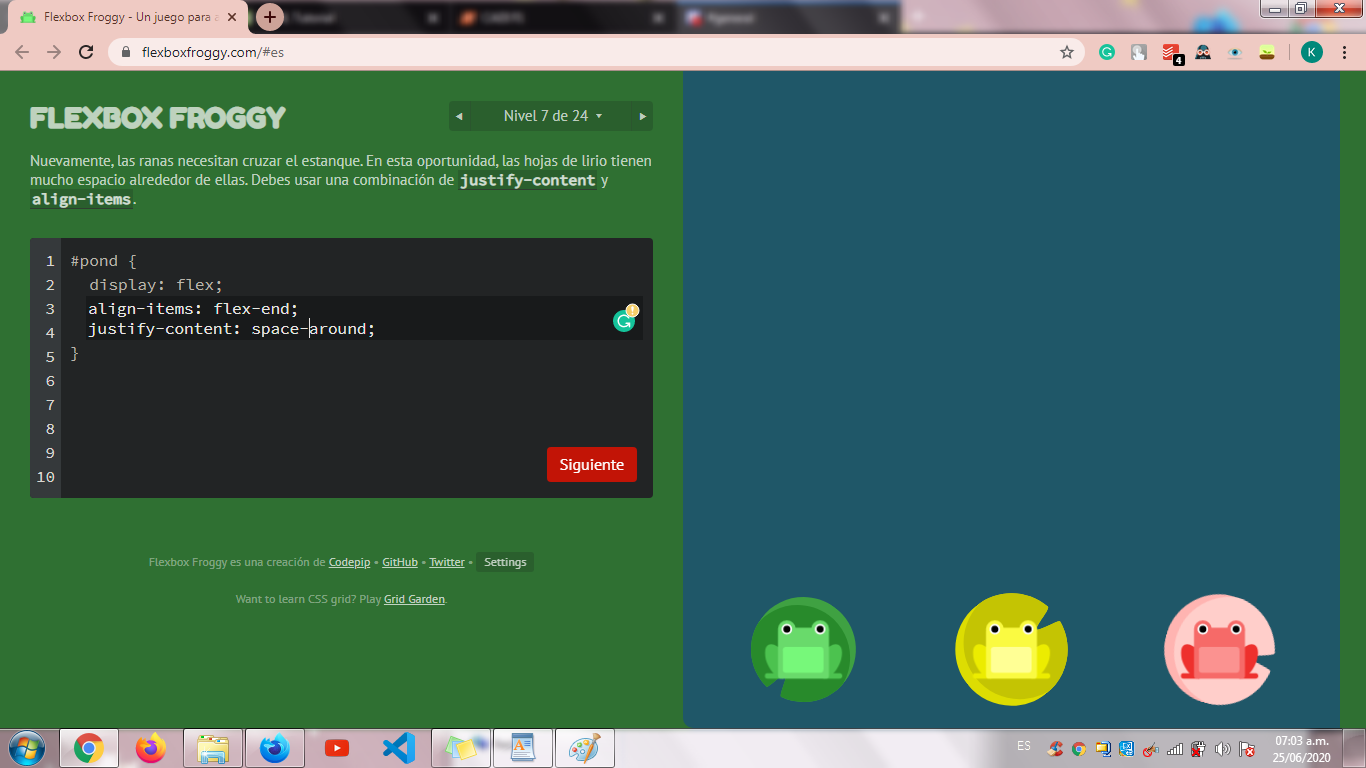 Flexbox Froggy - Un juego para a
flexboxfroggy.com/#es
4
K
FLEXBOX FROGGY
◂ Nivel 7 de 24 ▾ ▸
Nuevamente, las ranas necesitan cruzar el estanque. En esta oportunidad, las hojas de lirio tienen
mucho espacio alrededor de ellas. Debes usar una combinación de justify-content y
align-items.
1 #pond {
2 display: flex;
3 align-items: flex-end;
4 justify-content: space-around;
5 }
6
7
8
9
10
Siguiente
Flexbox Froggy es una creación de Codepip • GitHub • Twitter • Settings
Want to learn CSS grid? Play Grid Garden.
ES
07:03 a.m.
25/06/2020